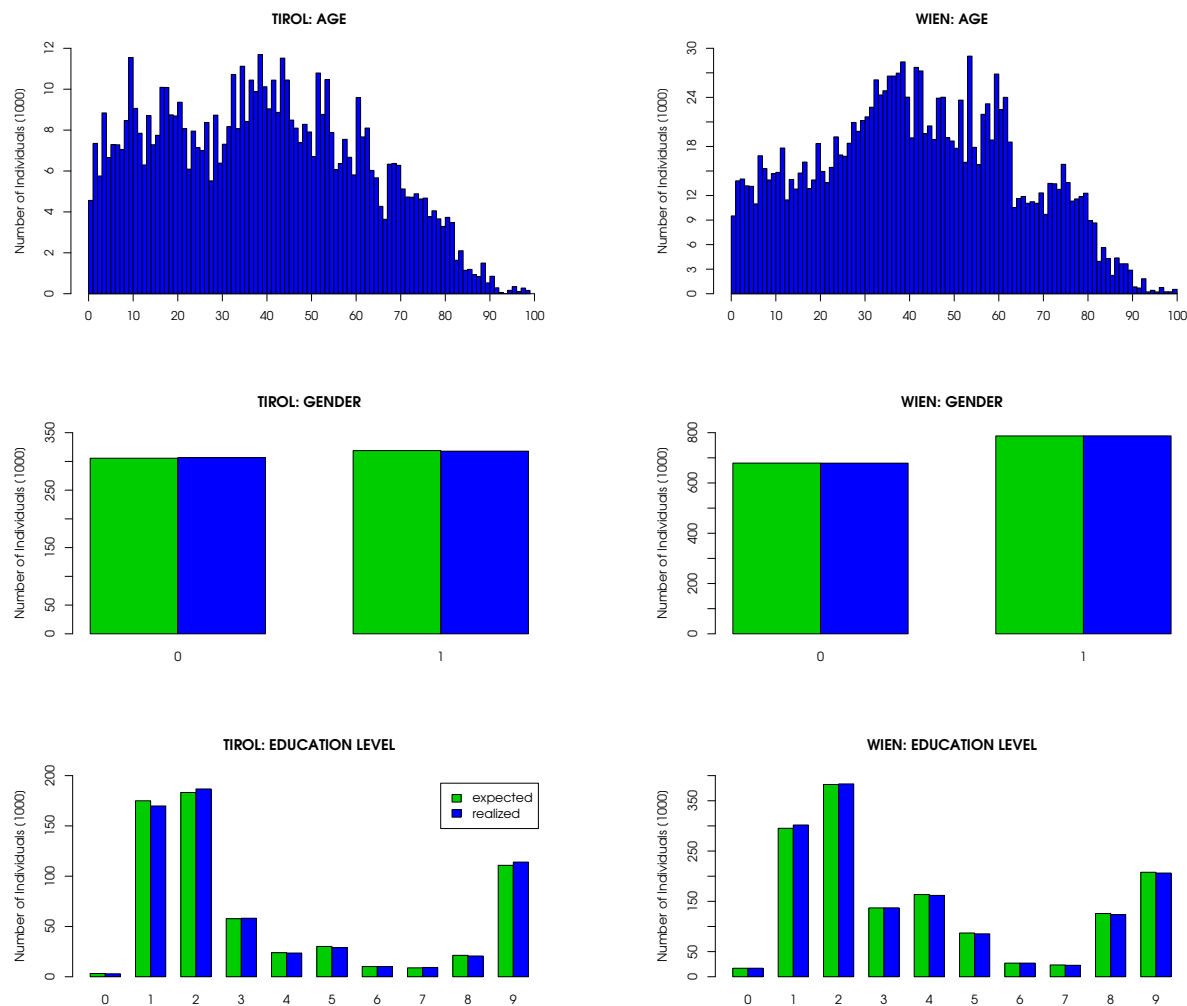 TIROL: AGE
Number of Individuals (1000)
0 2 4 6 8 10 12
0 10 20 30 40 50 60 70 80 90 100
WIEN: AGE
Number of Individuals (1000)
0 3 6 9 12 18 24 30
0 10 20 30 40 50 60 70 80 90 100
TIROL: GENDER
Number of Individuals (1000)
0 50 150 250 350
0 1
WIEN: GENDER
Number of Individuals (1000)
0 200 400 600 800
0 1
TIROL: EDUCATION LEVEL
Number of Individuals (1000)
0 50 100 150 200
expected
realized
0 1 2 3 4 5 6 7 8 9
WIEN: EDUCATION LEVEL
Number of Individuals (1000)
0 50 150 250 350
0 1 2 3 4 5 6 7 8 9